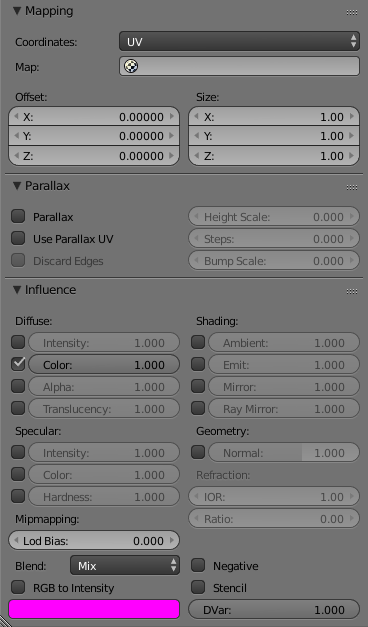 Mapping
Coordinates: UV
Map:
Offset: Size:
X: 0.00000 X: 1.00
Y: 0.00000 Y: 1.00
Z: 0.00000 Z: 1.00
Parallax
Parallax Height Scale: 0.000
Use Parallax UV Steps: 0.000
Discard Edges Bump Scale: 0.000
Influence
Diffuse: Shading:
Intensity: 1.000 Ambient: 1.000
Color: 1.000 Emit: 1.000
Alpha: 1.000 Mirror: 1.000
Translucency: 1.000 Ray Mirror: 1.000
Specular: Geometry:
Intensity: 1.000 Normal: 1.000
Color: 1.000 Refraction:
Hardness: 1.000 IOR: 1.00
Mipmapping: Ratio: 0.00
Lod Bias: 0.000
Blend: Mix Negative
RGB to Intensity Stencil
DVar: 1.000